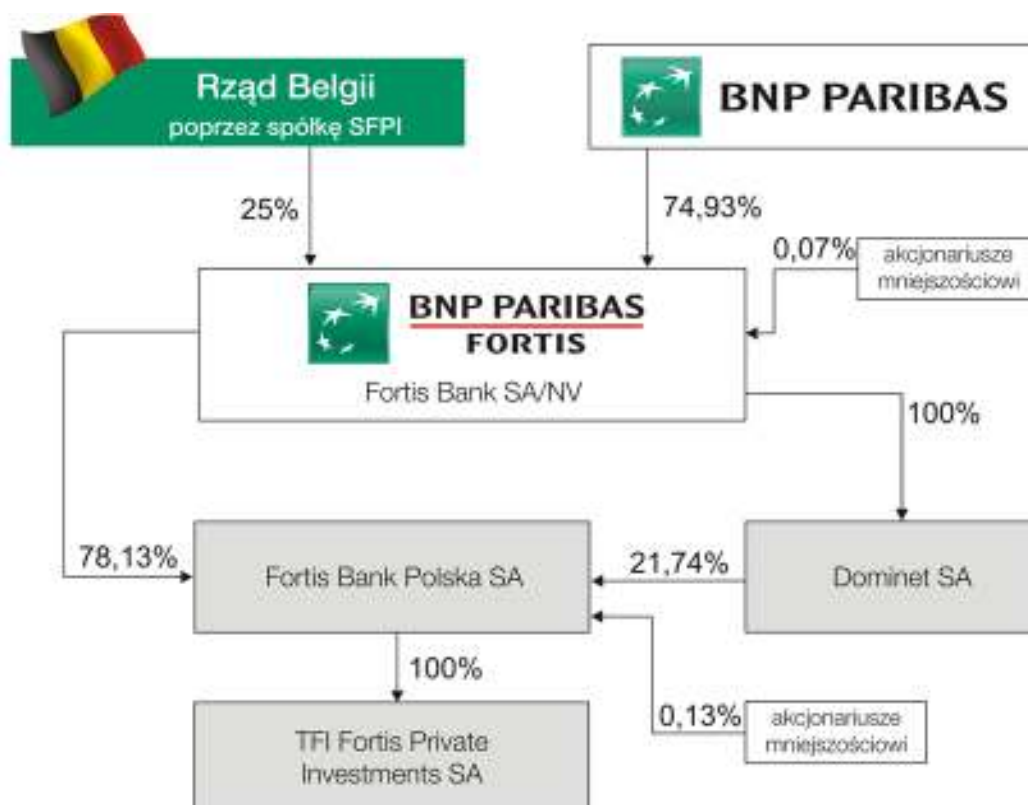 Rząd Belgii
poprzez spółkę SFPI
BNP PARIBAS
25%
74,93%
0,07%
akcjonariusze
mniejszościowi
BNP PARIBAS
FORTIS
Fortis Bank SA/NV
100%
78,13%
Fortis Bank Polska SA
21,74%
Dominet SA
100%
0,13%
akcjonariusze
mniejszościowi
TFI Fortis Private
Investments SA